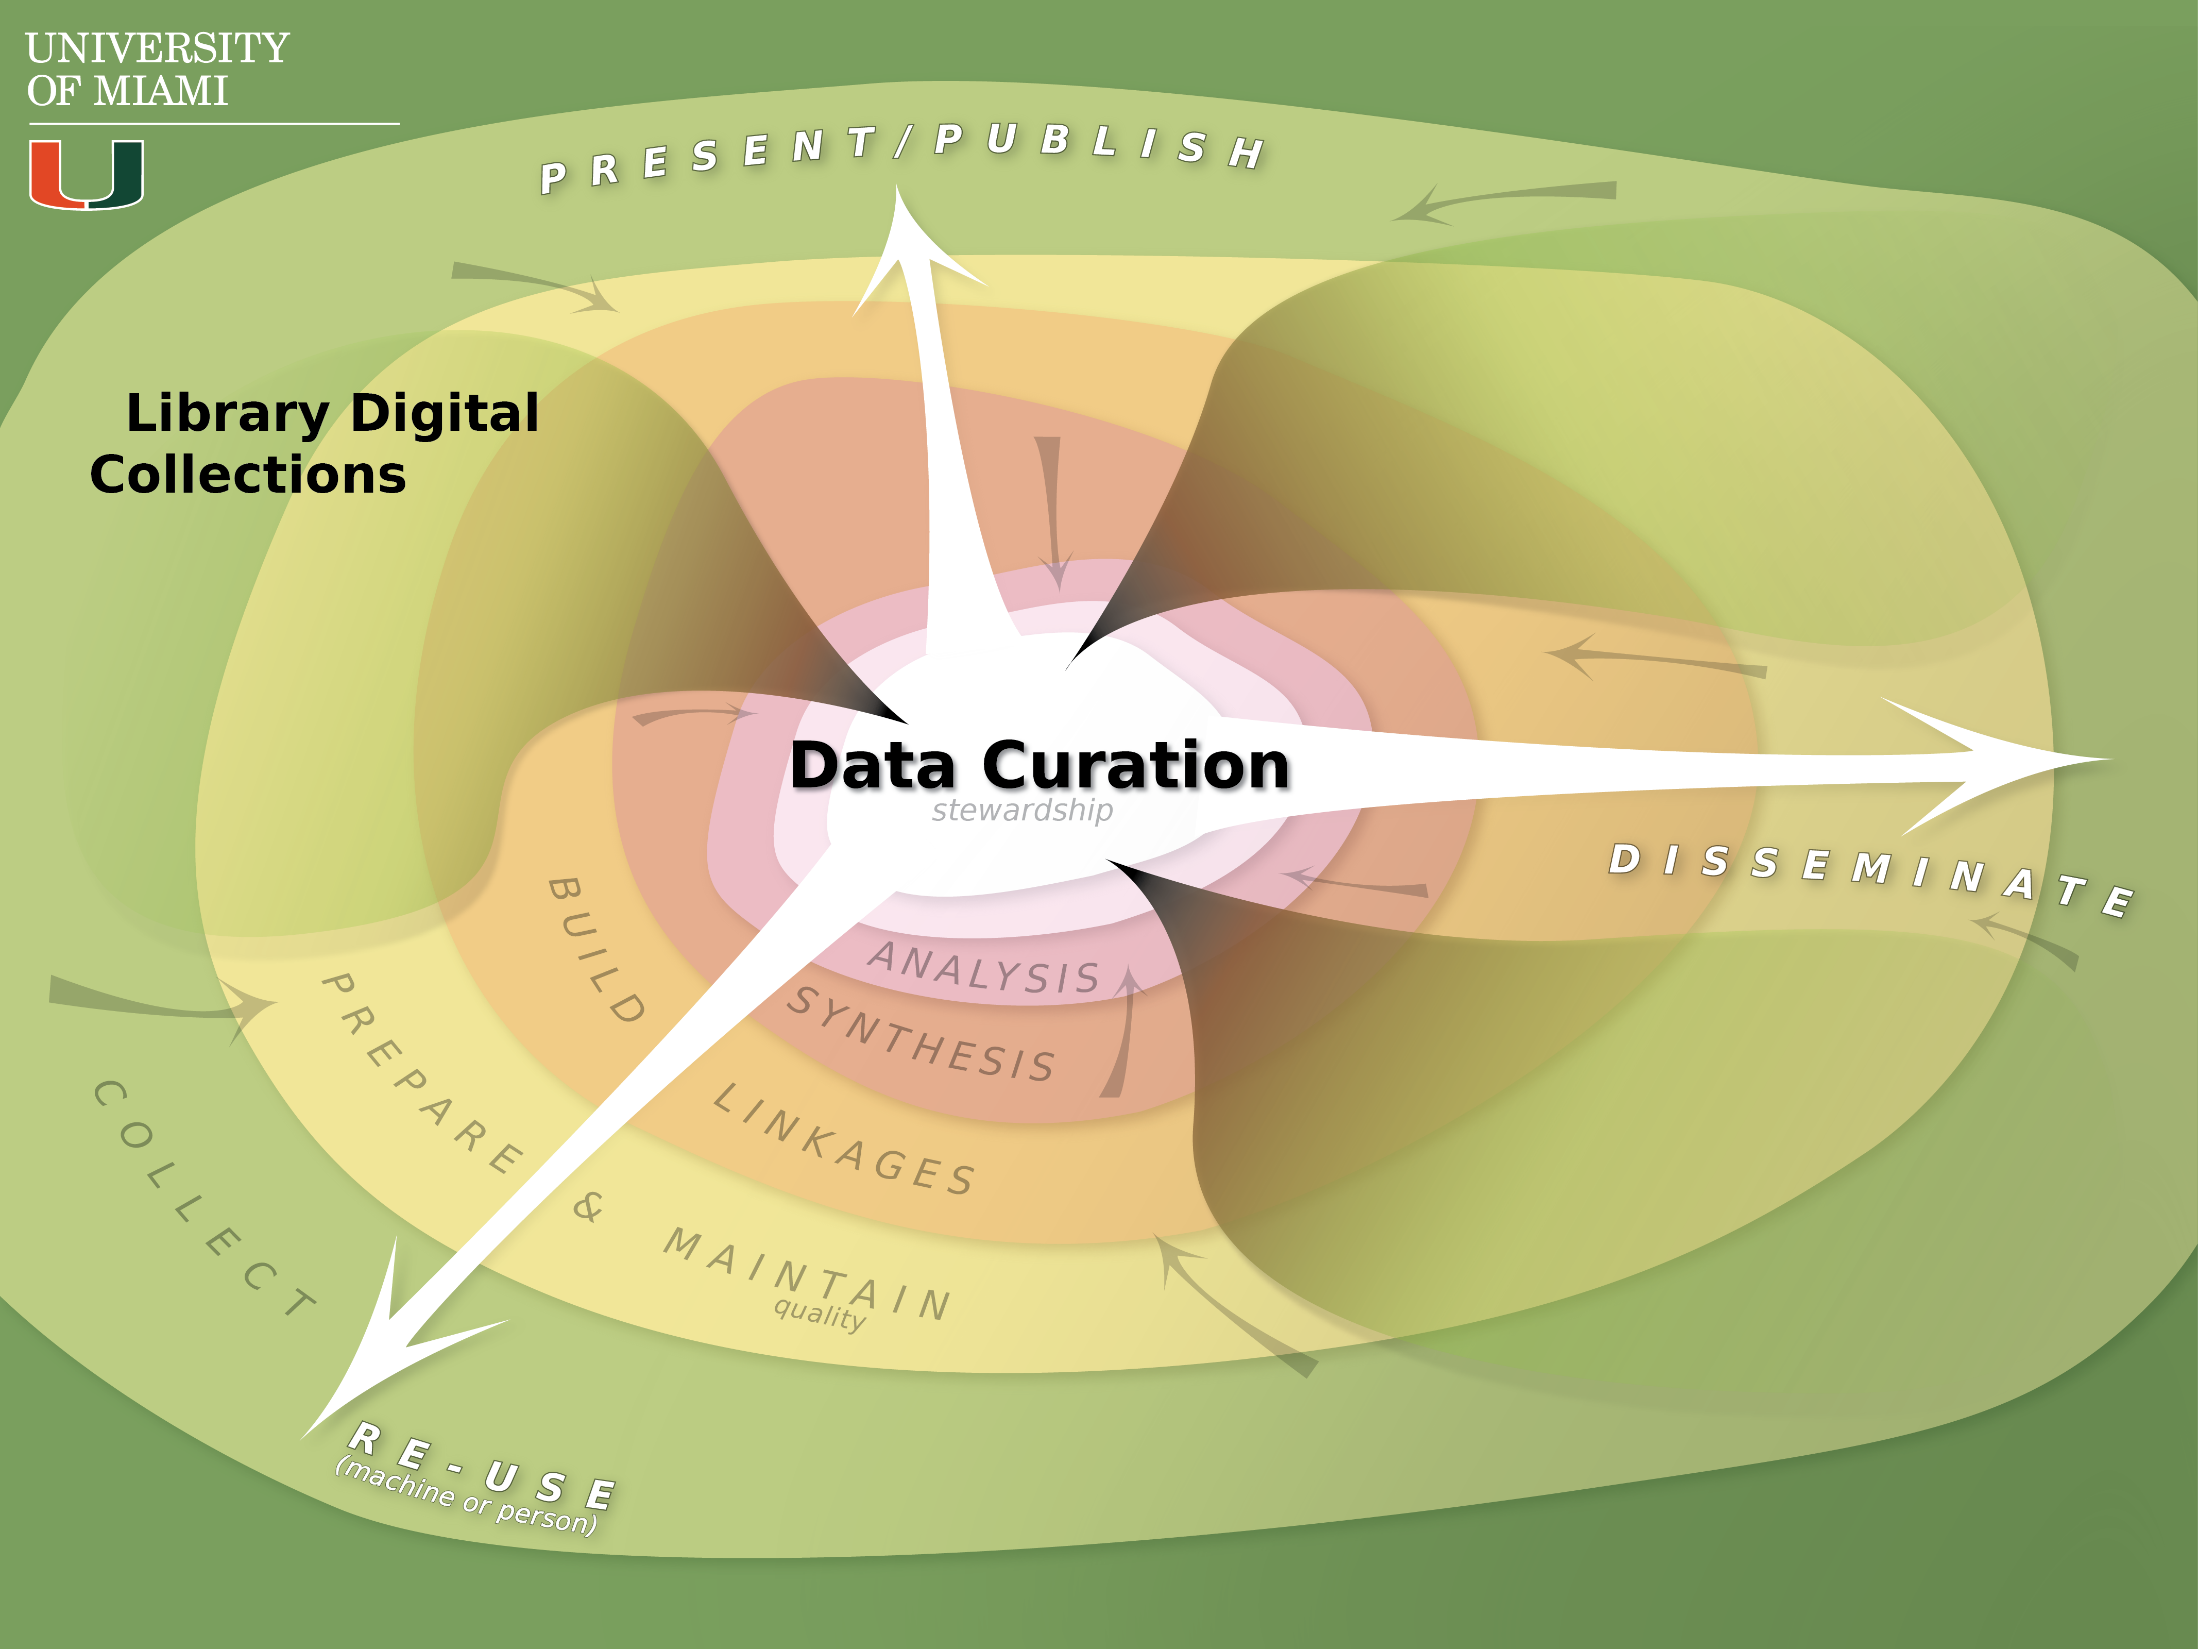 UNIVERSITY
OF MIAMI
PRESENT/PUBLISH
Library Digital
Collections
Data Curation
stewardship
DISSEMINATE
ANALYSIS
SYNTHESIS
BUILD LINKAGES
PREPARE & MAINTAIN
quality
COLLECT
RE-USE
(machine or person)